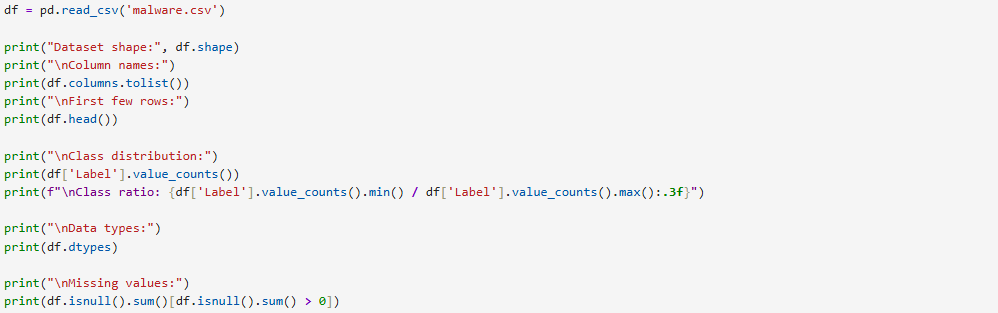 df = pd.read_csv('malware.csv')
print("Dataset shape:", df.shape)
print("\nColumn names:")
print(df.columns.tolist())
print("\nFirst few rows:")
print(df.head())
print("\nClass distribution:")
print(df['Label'].value_counts())
print(f"\nClass ratio: {df['Label'].value_counts().min() / df['Label'].value_counts().max():.3f}")
print("\nData types:")
print(df.dtypes)
print("\nMissing values:")
print(df.isnull().sum()[df.isnull().sum() > 0])